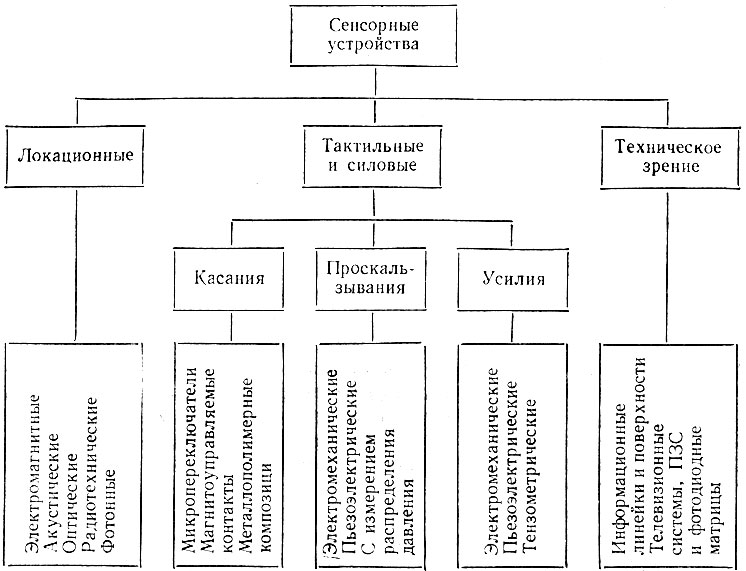 Сенсорные
устройства
Локационные
Тактильные
и силовые
Техническое
зрение
Касания
Проскаль-
зывания
Усилия
Электромагнитные
Акустические
Оптические
Радиотехнические
Фотонные
Микропереключатели
Магнитоуправляемые
контакты
Металлополимерные
композици
Электромеханические
Пьезоэлектрические
С измерением
распределения
давления
Электромеханические
Пьезоэлектрические
Тензометрические
Информационные
линейки и поверхности
Телевизионные
системы, ПЗС
и фотодиодные
матрицы